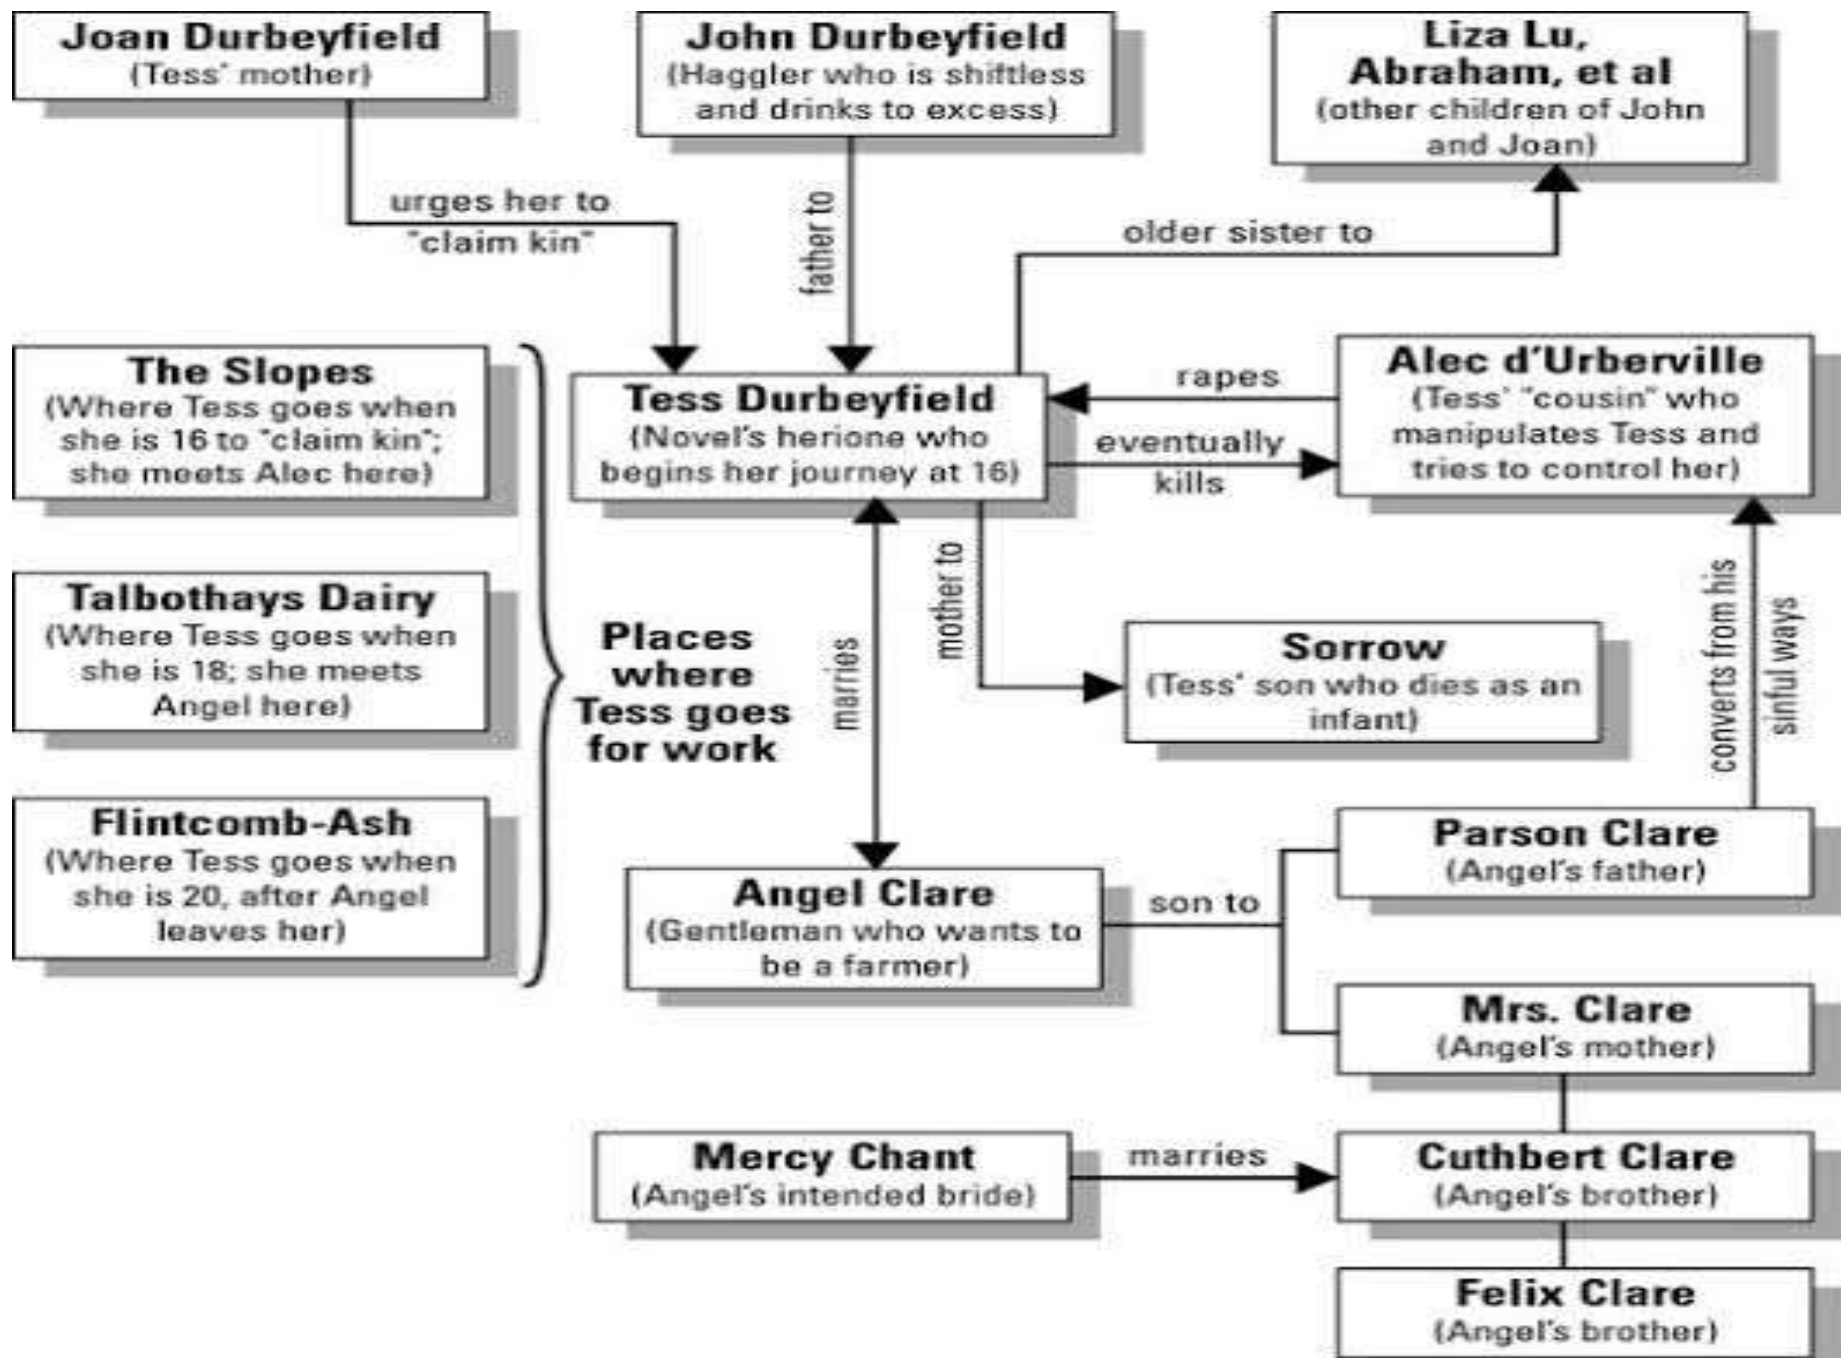 Joan Durbeyfield
(Tess' mother)
John Durbeyfield
(Haggler who is shiftless
and drinks to excess)
Liza Lu,
Abraham, et al
(other children of John
and Joan)
urges her to
"claim kin"
father to
older sister to
The Slopes
(Where Tess goes when
she is 16 to "claim kin";
she meets Alec here)
Tess Durbeyfield
(Novel's herione who
begins her journey at 16)
rapes
eventually
kills
Alec d'Urberville
(Tess' "cousin" who
manipulates Tess and
tries to control her)
Talbothays Dairy
(Where Tess goes when
she is 18; she meets
Angel here)
Places
where
Tess goes
for work
marries
mother to
Sorrow
(Tess' son who dies as an
infant)
converts from his
sinful ways
Flintcomb-Ash
(Where Tess goes when
she is 20, after Angel
leaves her)
Angel Clare
(Gentleman who wants to
be a farmer)
son to
Parson Clare
(Angel's father)
Mrs. Clare
(Angel's mother)
Mercy Chant
(Angel's intended bride)
marries
Cuthbert Clare
(Angel's brother)
Felix Clare
(Angel's brother)